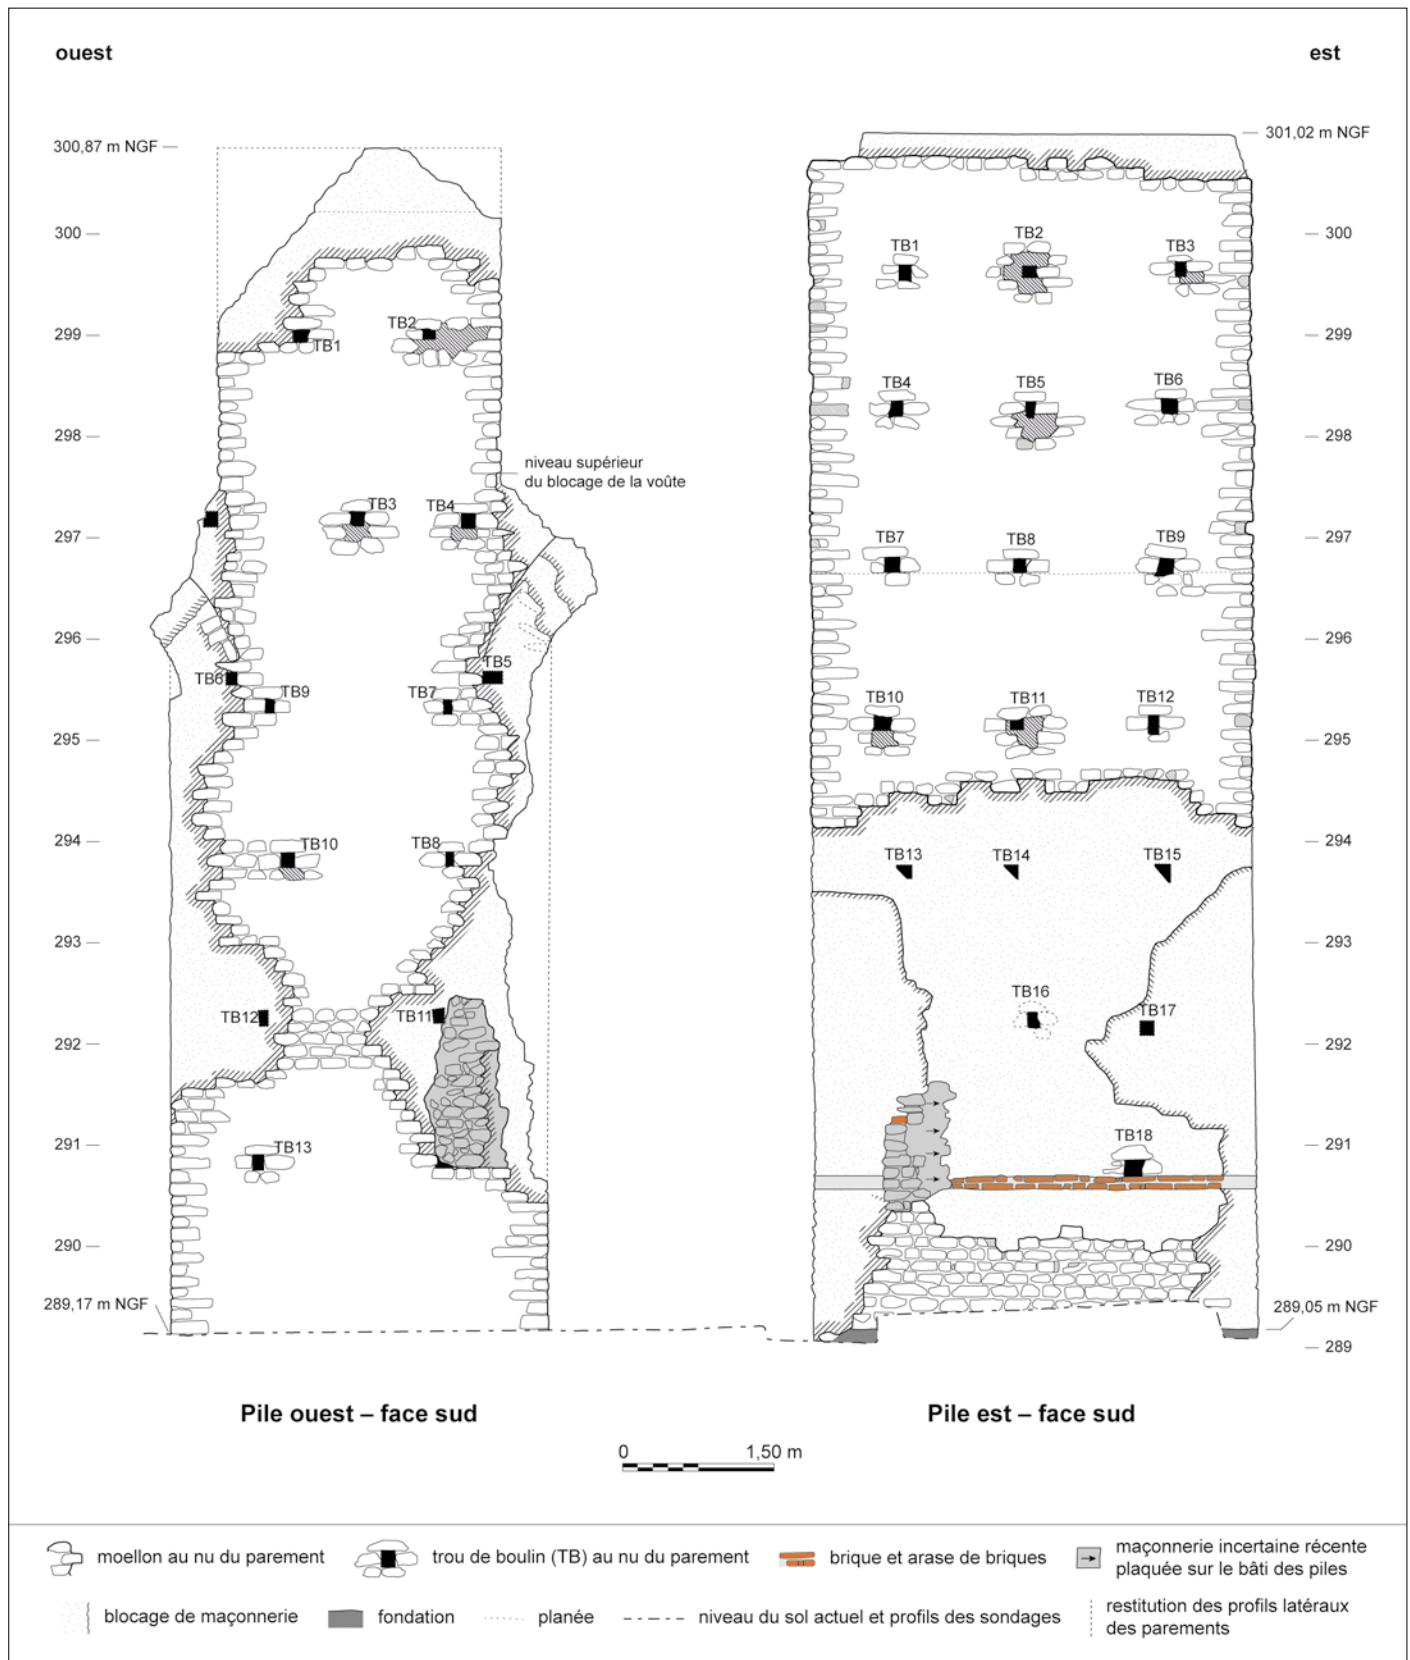 ouest
est
300,87 m NGF
301,02 m NGF
300
300
TB1
TB2
TB3
299
TB2
TB1
299
TB4
TB5
TB6
298
298
niveau supérieur
du blocage de la voûte
TB3
TB4
297
TB7
TB8
TB9
297
296
296
TB6
TB5
TB9
TB7
TB10
TB11
TB12
295
295
294
TB10
TB8
294
TB13
TB14
TB15
293
293
TB12
TB11
TB16
TB17
292
292
291
TB13
TB18
291
290
290
289,17 m NGF
289,05 m NGF
289
Pile ouest – face sud
Pile est – face sud
0 1,50 m
moellon au nu du parement
trou de boulin (TB) au nu du parement
brique et arase de briques
maçonnerie incertaine récente
plaquée sur le bâti des piles
blocage de maçonnerie
fondation
planée
niveau du sol actuel et profils des sondages
restitution des profils latéraux
des parements